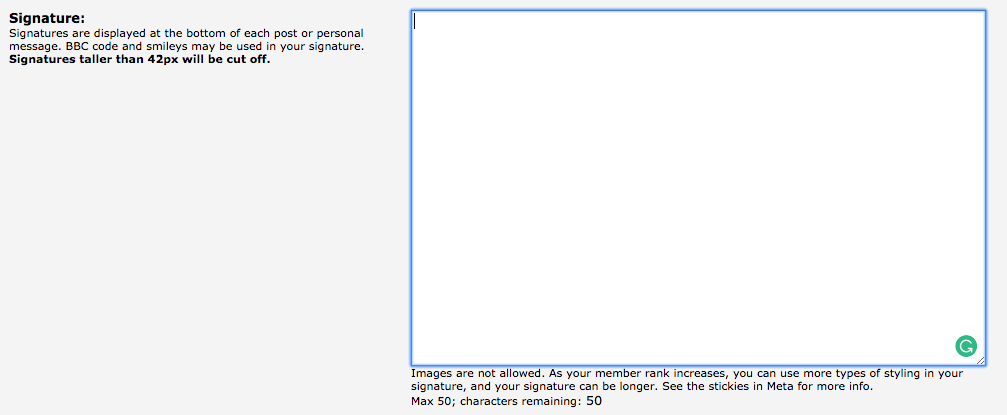 Signature:
Signatures are displayed at the bottom of each post or personal
message. BBC code and smileys may be used in your signature.
Signatures taller than 42px will be cut off.
Images are not allowed. As your member rank increases, you can use more types of styling in your
signature, and your signature can be longer. See the stickies in Meta for more info.
Max 50; characters remaining: 50